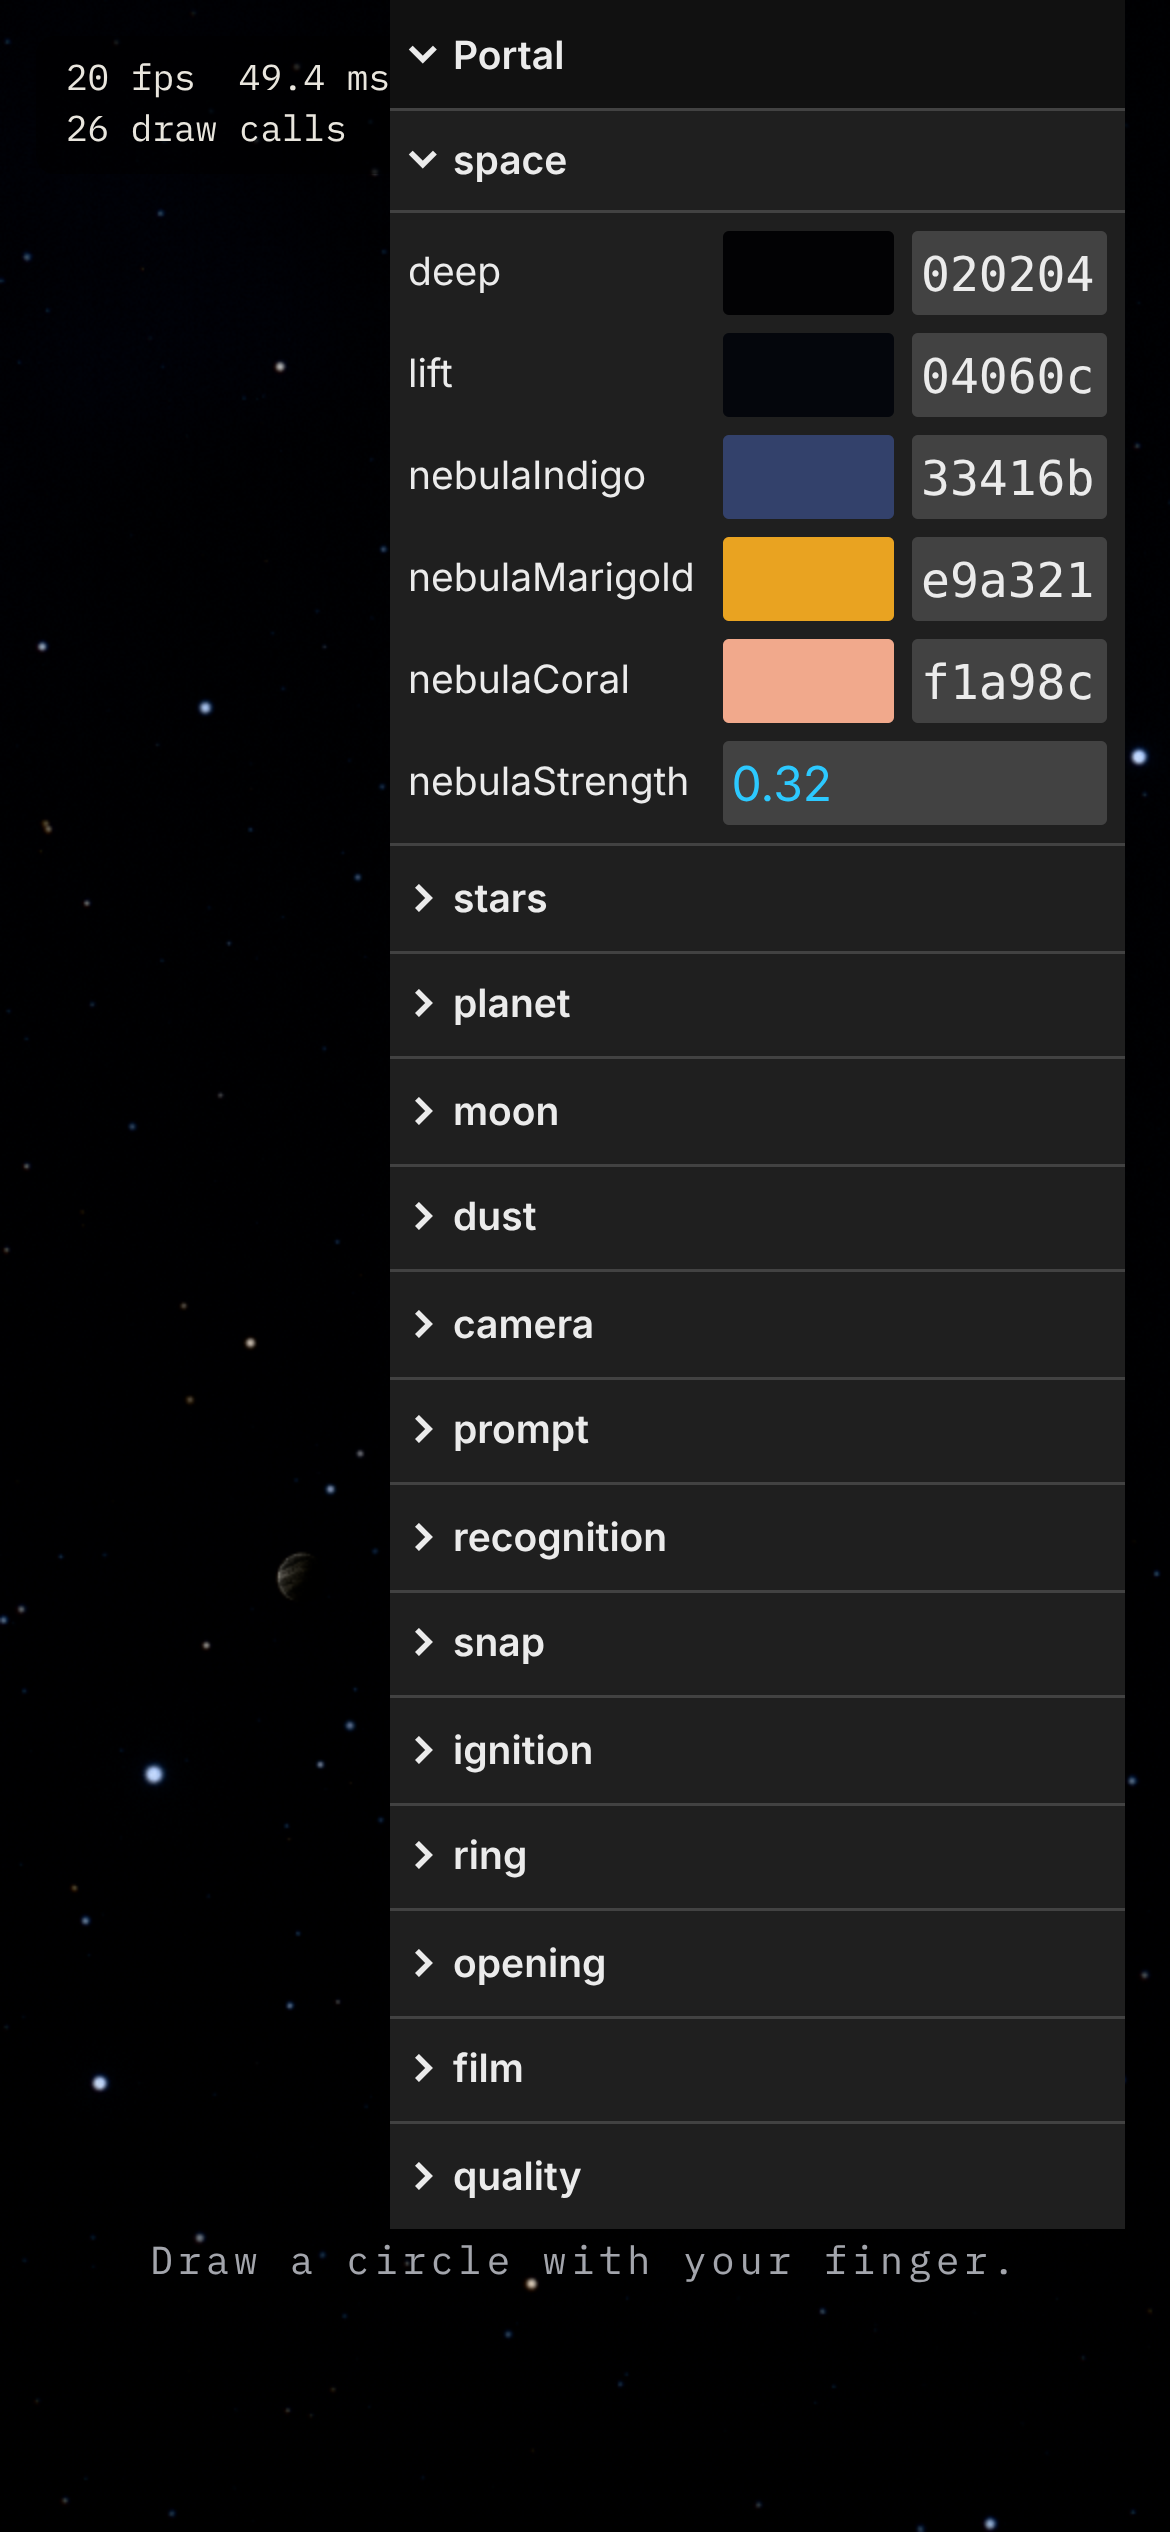 20 fps  49.4 ms
26 draw calls
Portal
space
deep 020204
lift 04060c
nebulaIndigo 33416b
nebulaMarigold e9a321
nebulaCoral f1a98c
nebulaStrength 0.32
stars
planet
moon
dust
camera
prompt
recognition
snap
ignition
ring
opening
film
quality
Draw a circle with your finger.